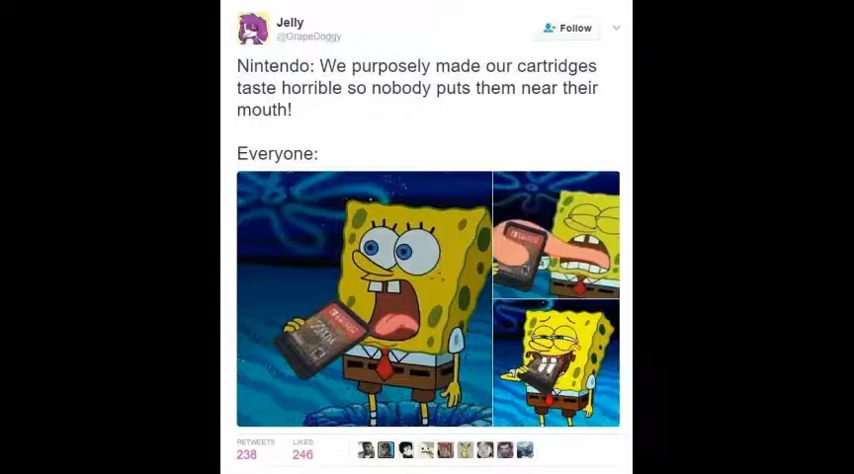 Jelly
@GrapeDoggy
Follow
Nintendo: We purposely made our cartridges
taste horrible so nobody puts them near their
mouth!
Everyone:
ZELDA
RETWEETS
LIKES
238
246